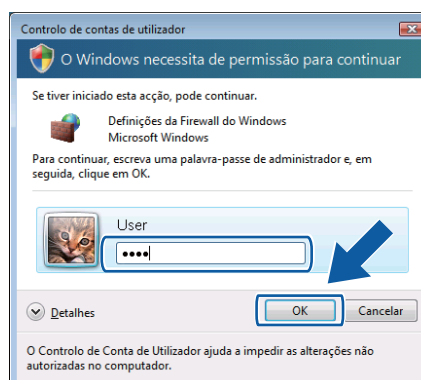 Controlo de contas de utilizador
O Windows necessita de permissão para continuar
Se tiver iniciado esta acção, pode continuar.
Definições da Firewall do Windows
Microsoft Windows
Para continuar, escreva uma palavra-passe de administrador e, em
seguida, clique em OK.
User
Detalhes
OK
Cancelar
O Controlo de Conta de Utilizador ajuda a impedir as alterações não
autorizadas no computador.